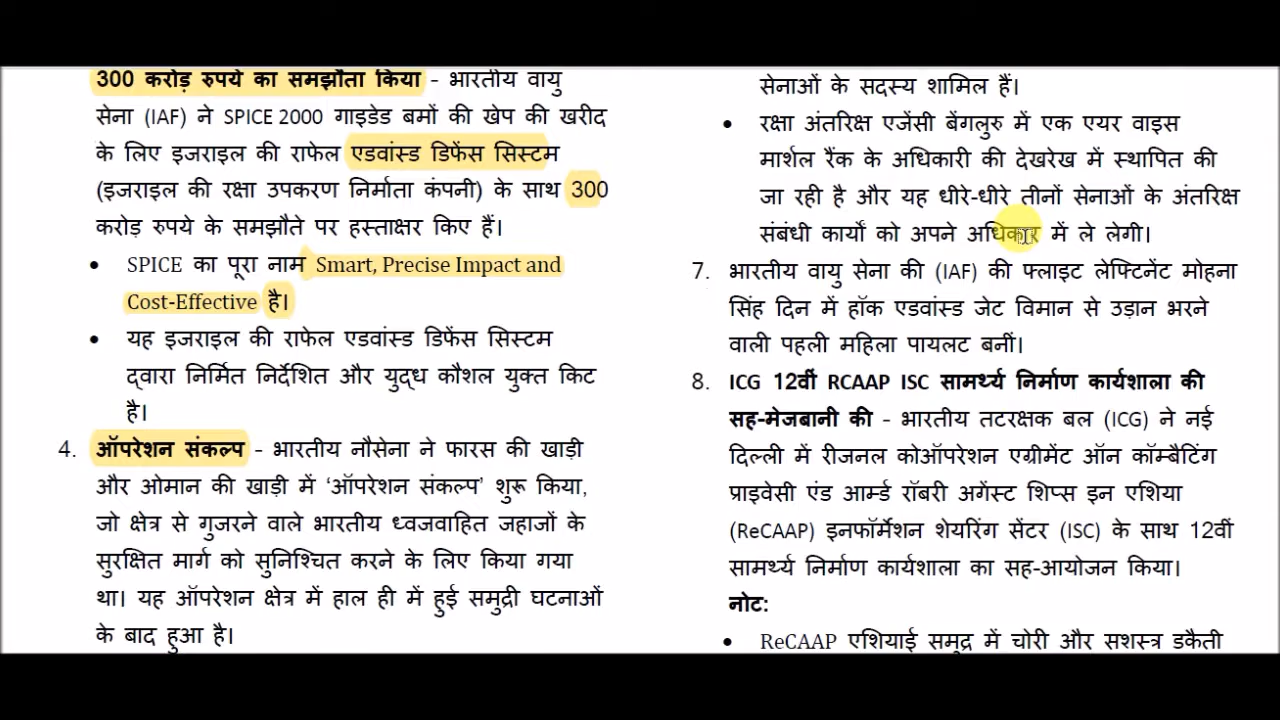 300 करोड़ रुपये का समझौता किया - भारतीय वायु
सेना (IAF) ने SPICE 2000 गाइडेड बमों की खेप की खरीद
के लिए इजराइल की राफेल एडवांस्ड डिफेंस सिस्टम
(इजराइल की रक्षा उपकरण निर्माता कंपनी) के साथ 300
करोड़ रुपये के समझौते पर हस्ताक्षर किए हैं।
• SPICE का पूरा नाम Smart, Precise Impact and
Cost-Effective है।
• यह इजराइल की राफेल एडवांस्ड डिफेंस सिस्टम
द्वारा निर्मित निर्देशित और युद्ध कौशल युक्त किट
है।
4. ऑपरेशन संकल्प - भारतीय नौसेना ने फारस की खाड़ी
और ओमान की खाड़ी में ‘ऑपरेशन संकल्प’ शुरू किया,
जो क्षेत्र से गुजरने वाले भारतीय ध्वजवाहित जहाजों के
सुरक्षित मार्ग को सुनिश्चित करने के लिए किया गया
था। यह ऑपरेशन क्षेत्र में हाल ही में हुई समुद्री घटनाओं
के बाद हुआ है।
सेनाओं के सदस्य शामिल हैं।
• रक्षा अंतरिक्ष एजेंसी बेंगलुरु में एक एयर वाइस
मार्शल रैंक के अधिकारी की देखरेख में स्थापित की
जा रही है और यह धीरे-धीरे तीनों सेनाओं के अंतरिक्ष
संबंधी कार्यों को अपने अधिकार में ले लेगी।
7. भारतीय वायु सेना की (IAF) की फ्लाइट लेफ्टिनेंट मोहना
सिंह दिन में हॉक एडवांस्ड जेट विमान से उड़ान भरने
वाली पहली महिला पायलट बनीं।
8. ICG 12वीं RCAAP ISC सामर्थ्य निर्माण कार्यशाला की
सह-मेजबानी की - भारतीय तटरक्षक बल (ICG) ने नई
दिल्ली में रीजनल कोऑपरेशन एग्रीमेंट ऑन कॉम्बैटिंग
प्राइवेसी एंड आर्म्ड रॉबरी अगेंस्ट शिप्स इन एशिया
(ReCAAP) इनफॉर्मेशन शेयरिंग सेंटर (ISC) के साथ 12वीं
सामर्थ्य निर्माण कार्यशाला का सह-आयोजन किया।
नोट:
• ReCAAP एशियाई समुद्र में चोरी और सशस्त्र डकैती